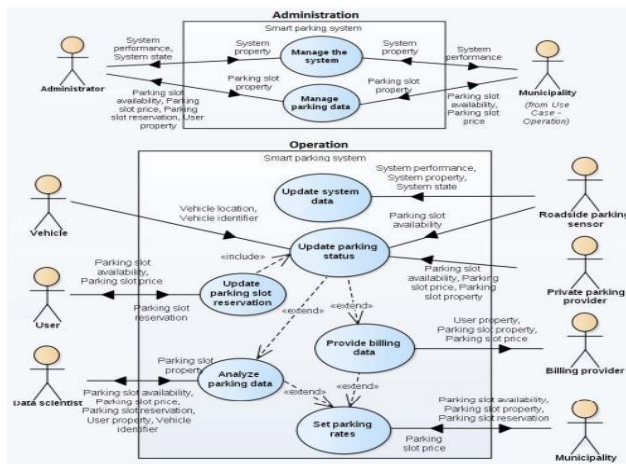 Administration
Smart parking system
System
performance,
System state
System
property
Manage the
system
System
property
System
performance
Administrator
Municipality
(from Use
Case -
Operation)
Parking slot
availability, Parking
slot price, Parking
slot reservation, User
property
Parking slot
property
Manage
parking data
Parking slot
property
Parking slot
availability,
Parking slot
price
Operation
Smart parking system
Update system
data
System performance,
System property,
System state
Roadside parking
sensor
Vehicle
Vehicle location,
Vehicle identifier
Parking slot
availability
Update parking
status
«include»
Parking slot
availability, Parking
slot price, Parking
slot property
Private parking
provider
User
Parking slot
availability,
Parking slot price
Parking slot
reservation
Update
parking slot
reservation
«extend»
«extend»
Provide billing
data
User property,
Parking slot property,
Parking slot price
Billing provider
Data scientist
Parking slot
property
Analyze
parking data
Parking slot availability,
Parking slot price,
Parking slot reservation,
User property, Vehicle
identifier
«extend»
«extend»
Set parking
rates
Parking slot availability,
Parking slot property,
Parking slot reservation
Parking
slot price
Municipality